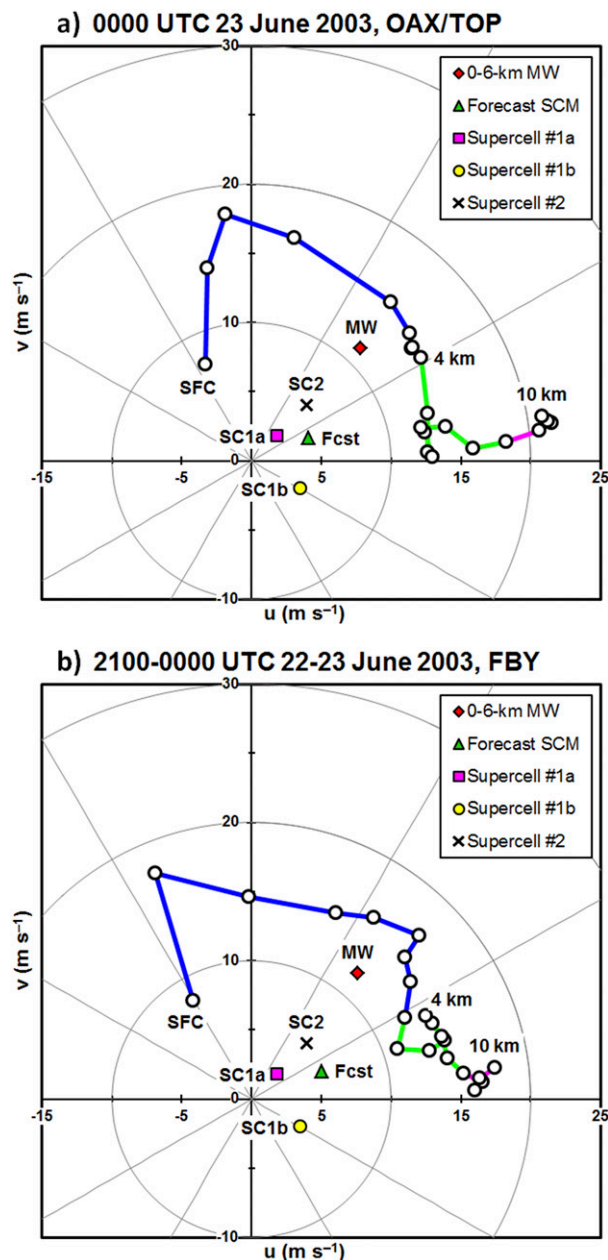 a) 0000 UTC 23 June 2003, OAX/TOP
30
0-6-km MW
Forecast SCM
Supercell #1a
Supercell #1b
Supercell #2
20
v (m s⁻¹)
10
MW
4 km
SFC
SC2
10 km
SC1a
Fcst
0
-15
-5
5
15
25
SC1b
-10
u (m s⁻¹)
b) 2100-0000 UTC 22-23 June 2003, FBY
30
0-6-km MW
Forecast SCM
Supercell #1a
Supercell #1b
Supercell #2
20
v (m s⁻¹)
10
MW
SFC
SC2
4 km
10 km
SC1a
Fcst
0
-15
-5
5
15
25
SC1b
-10
u (m s⁻¹)